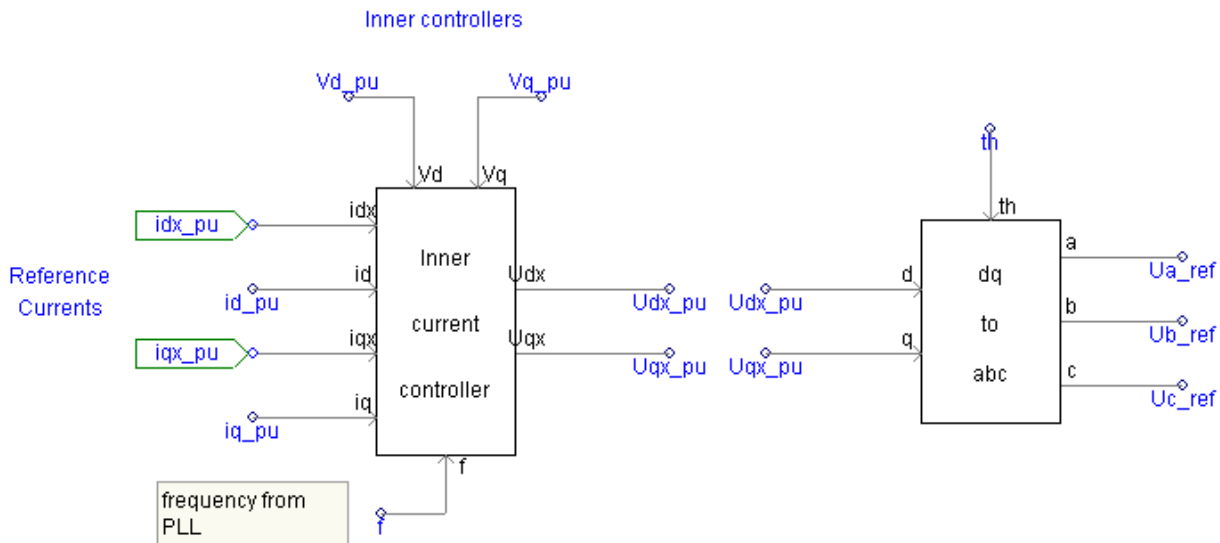 Inner controllers
Vd_pu
Vq_pu
th
Vd
Vq
idx_pu
idx
th
Inner
Reference
Currents
id
id_pu
Udx
Udx_pu
Udx_pu
d
dq
a
Ua_ref
current
iqx_pu
iqx
Uqx
Uqx_pu
Uqx_pu
q
to
b
Ub_ref
controller
iq
iq_pu
abc
c
Uc_ref
f
frequency from
PLL
f